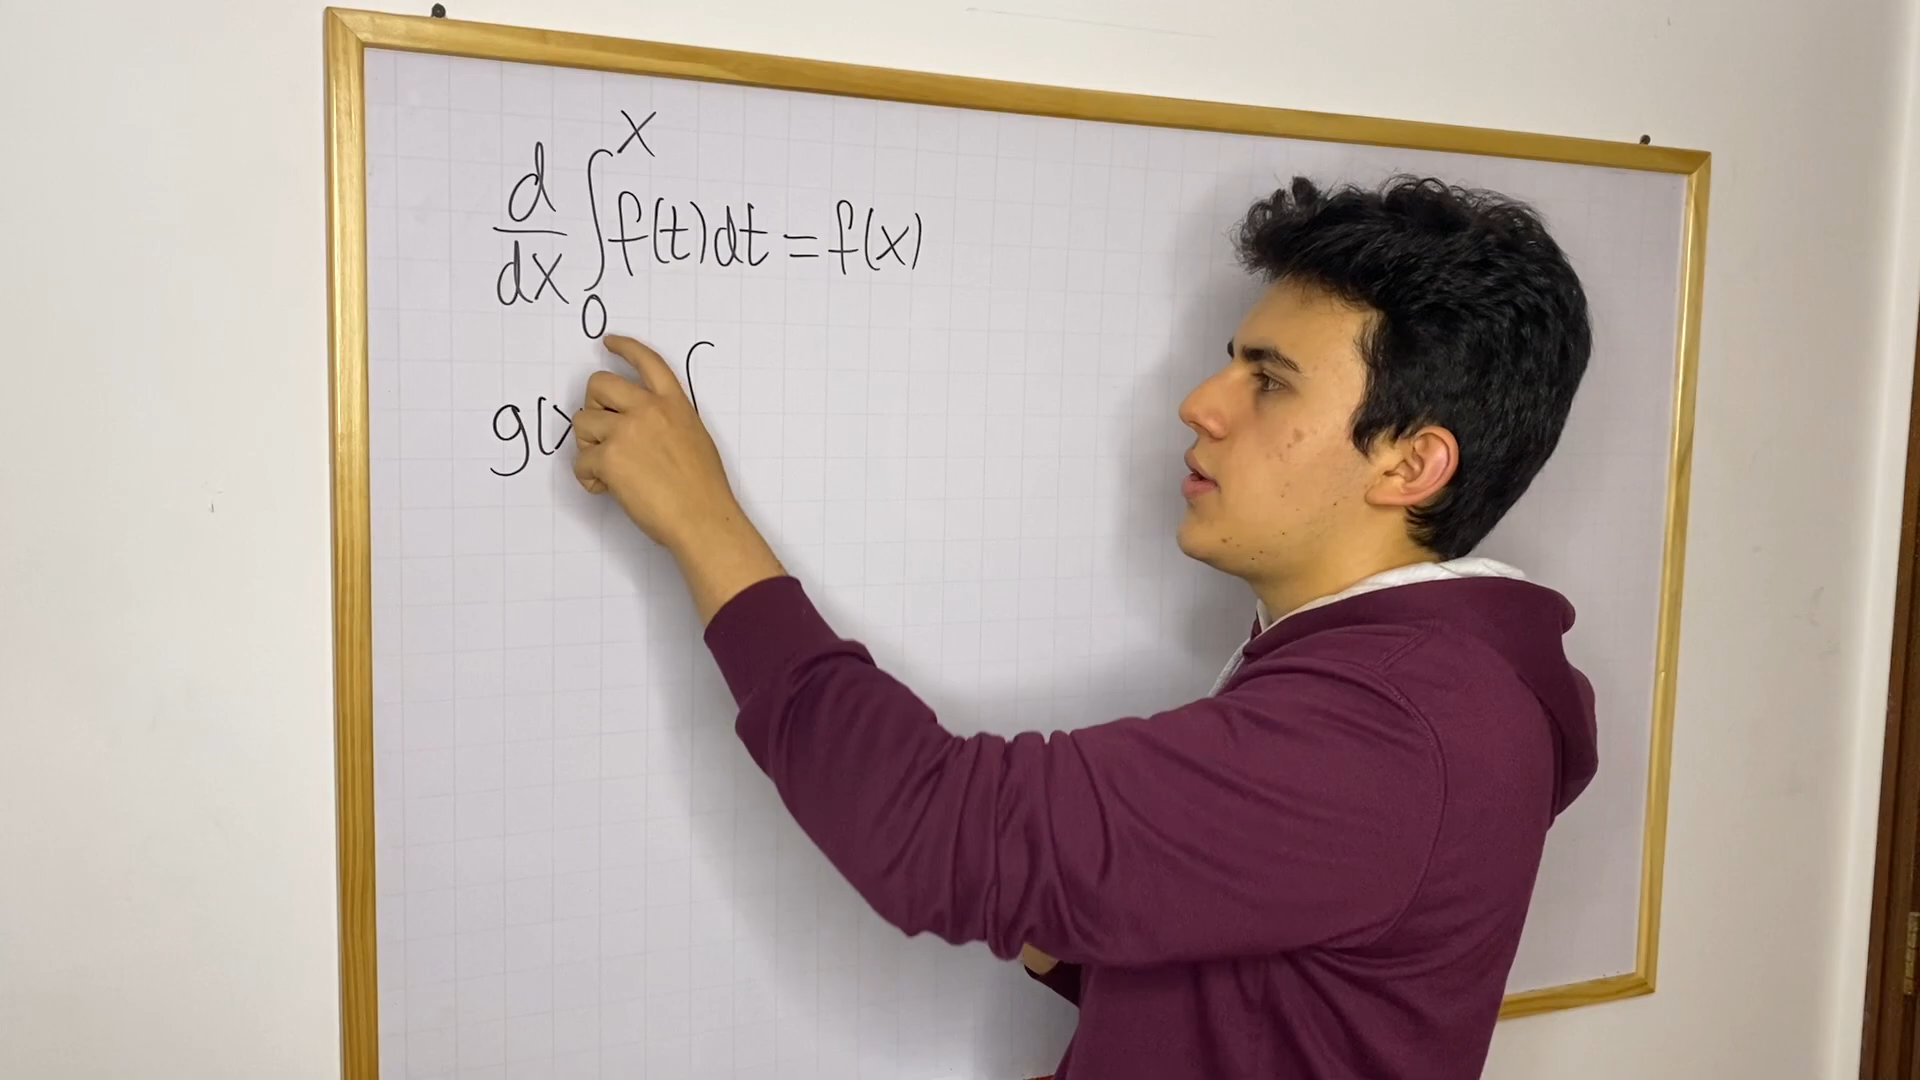 d/dx ∫₀ˣ f(t)dt = f(x)
g(x ∫